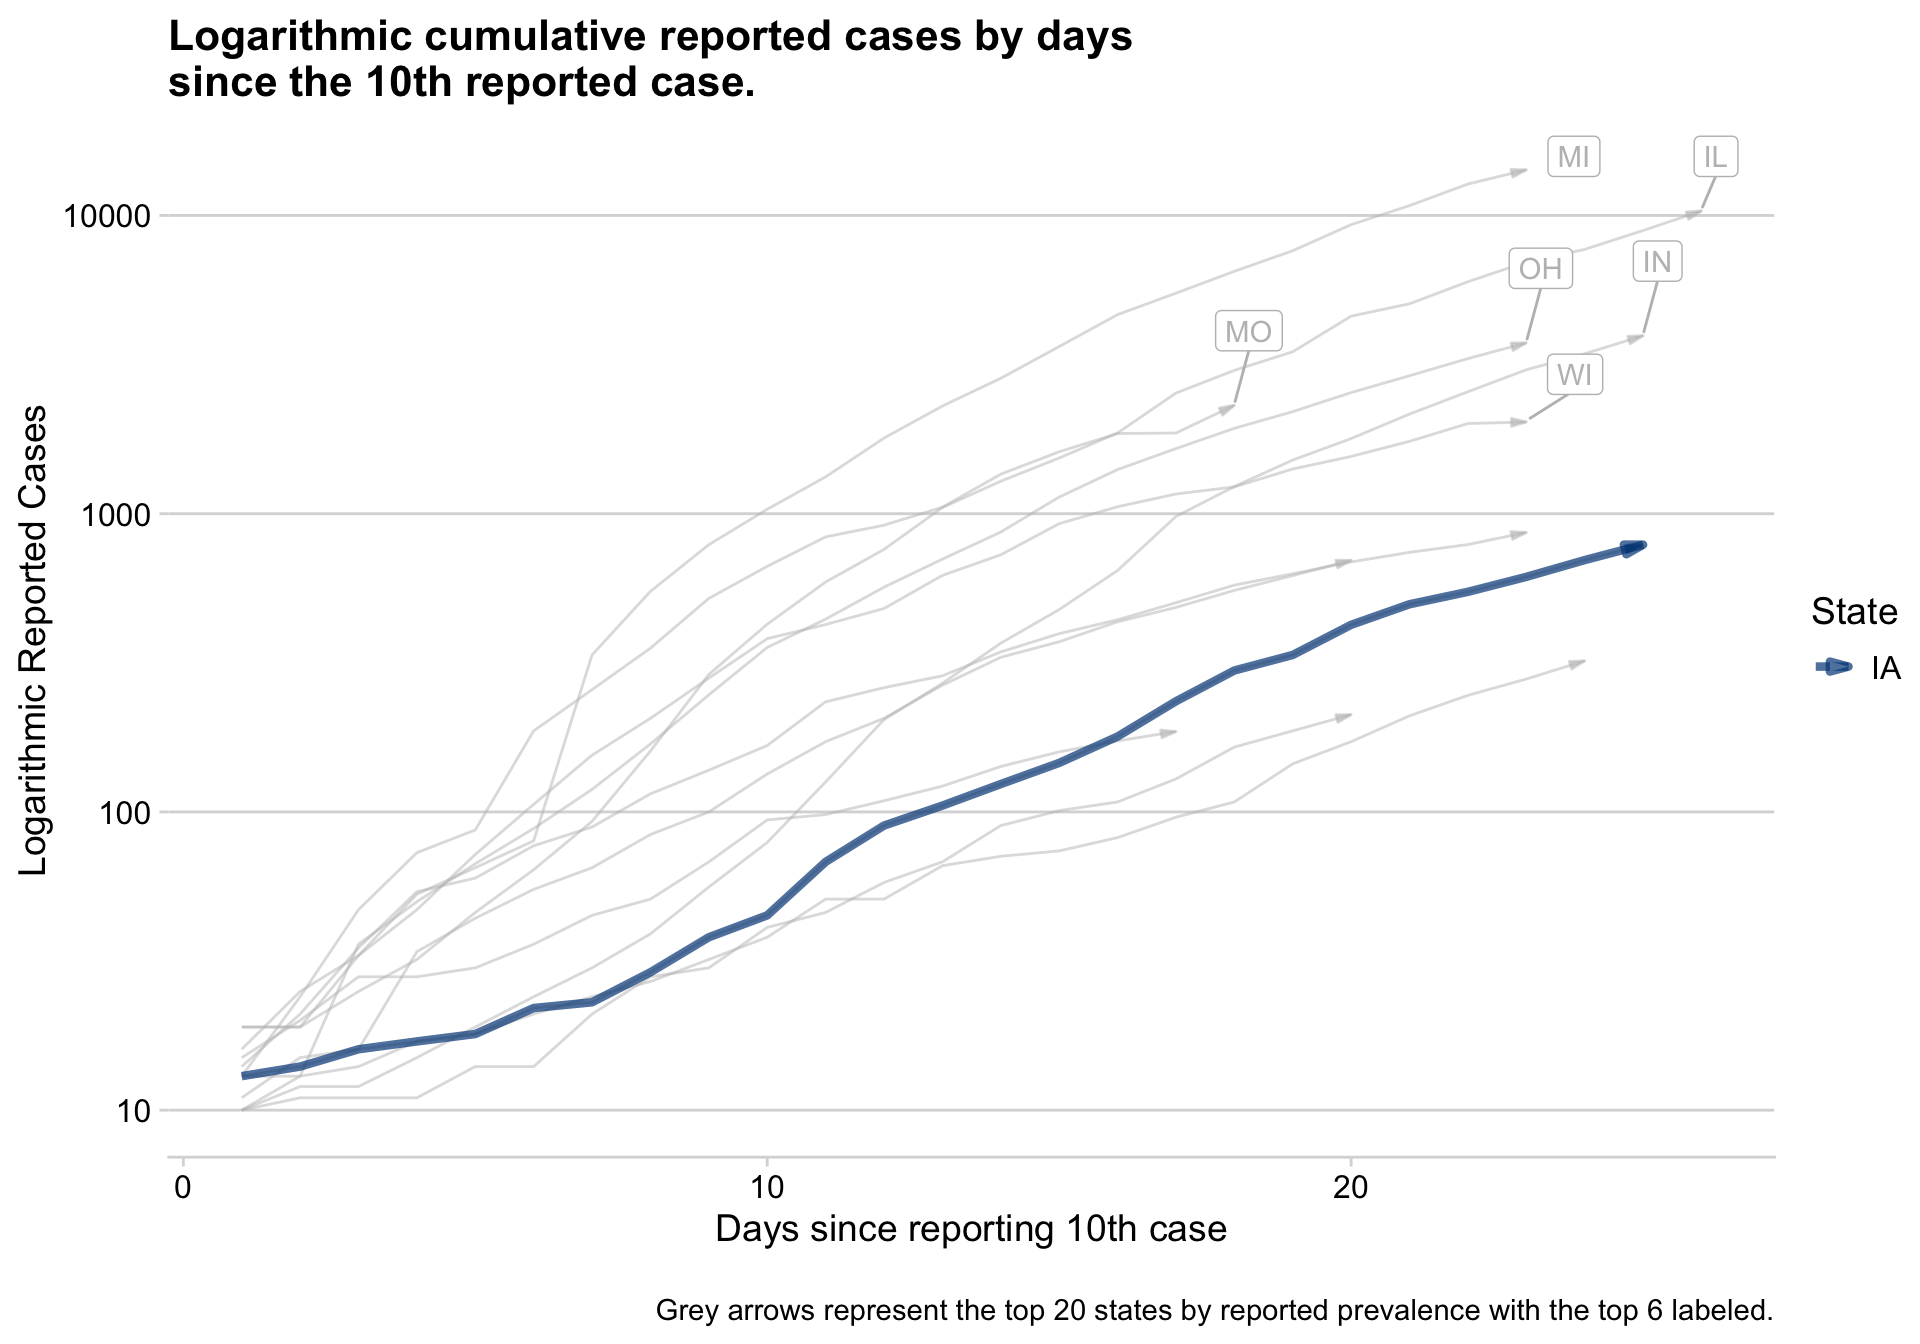 Logarithmic cumulative reported cases by days
since the 10th reported case.
MI
IL
10000
OH
IN
MO
WI
1000
Logarithmic Reported Cases
State
IA
100
10
0
10
20
Days since reporting 10th case
Grey arrows represent the top 20 states by reported prevalence with the top 6 labeled.